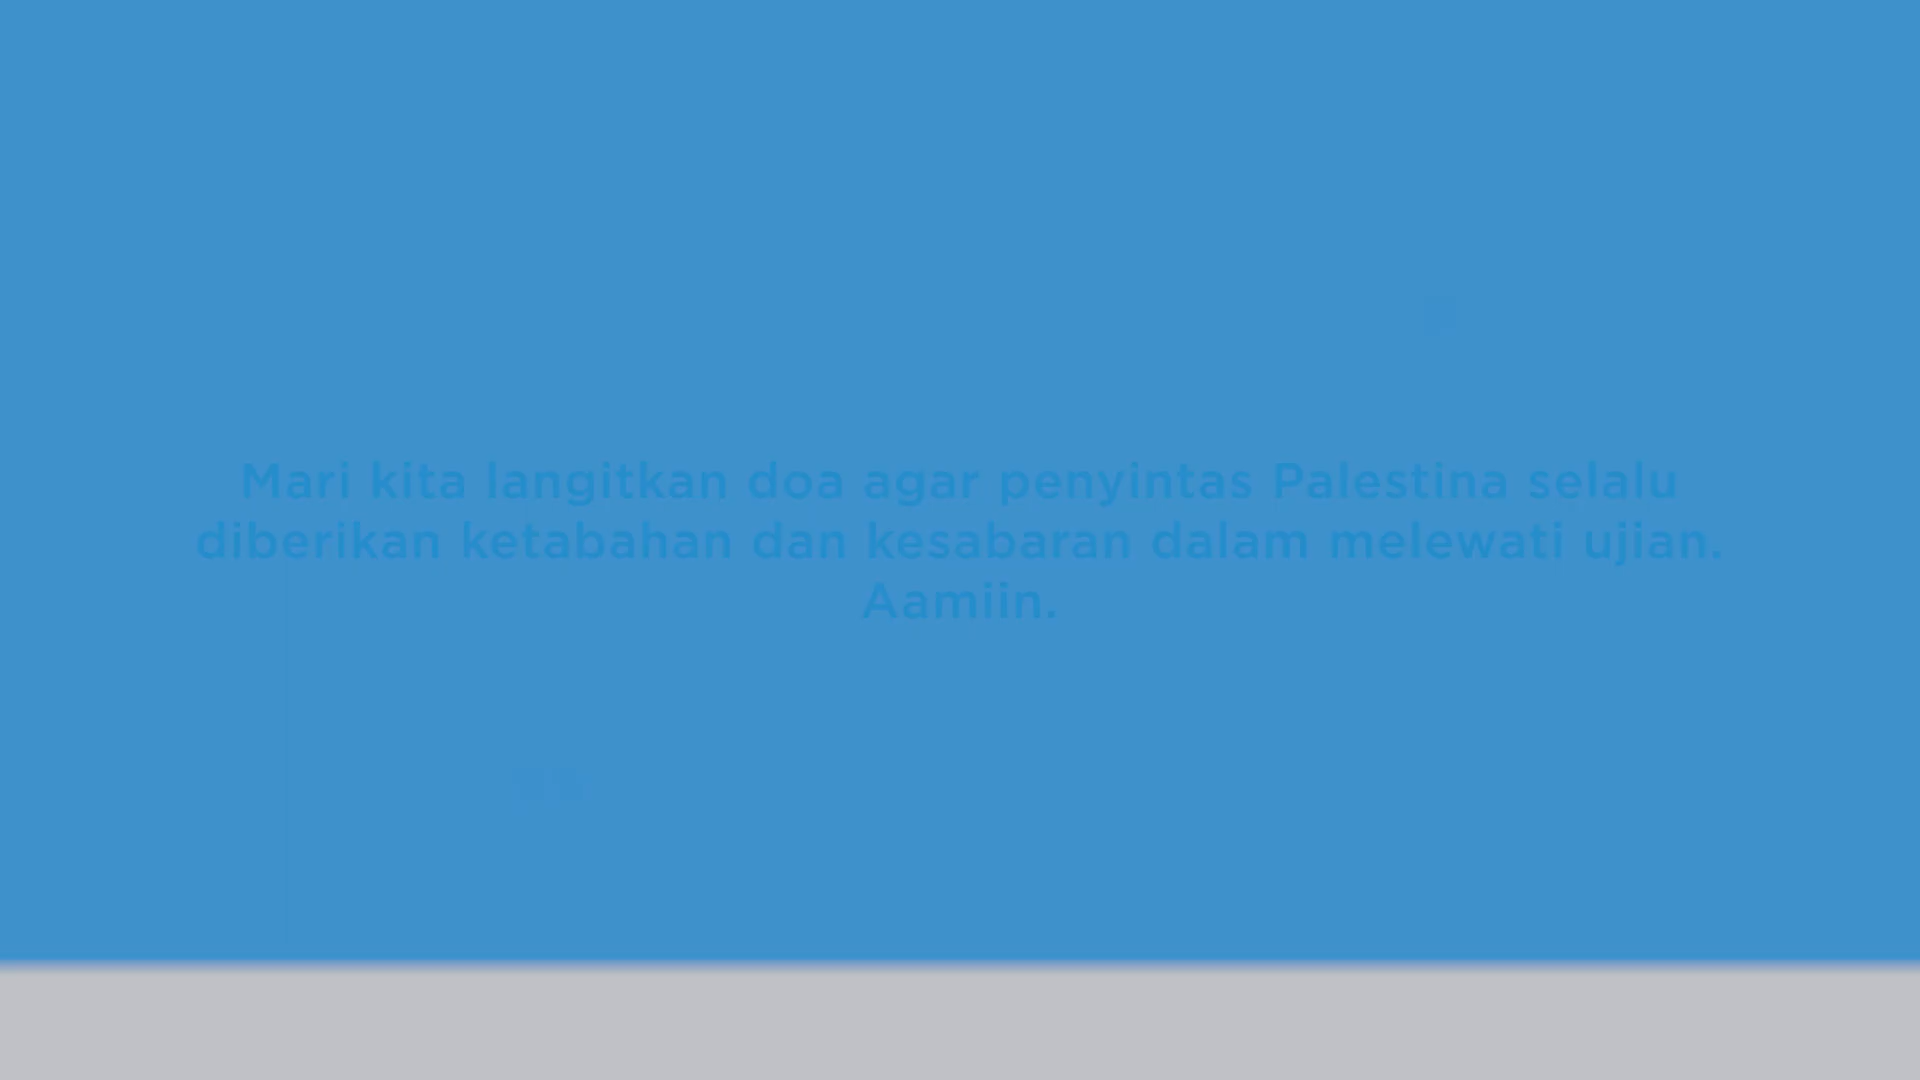 Mari kita langitkan doa agar penyintas Palestina selalu
diberikan ketabahan dan kesabaran dalam melewati ujian.
Aamiin.